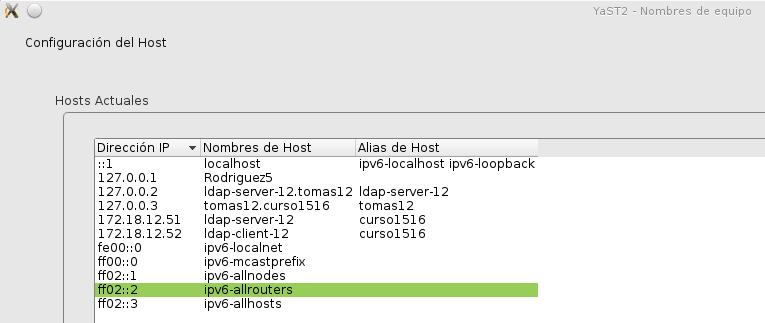 YaST2 - Nombres de equipo
Configuración del Host
Hosts Actuales
Dirección IP Nombres de Host Alias de Host
::1 localhost ipv6-localhost ipv6-loopback
127.0.0.1 Rodriguez5
127.0.0.2 ldap-server-12.tomas12 ldap-server-12
127.0.0.3 tomas12.curso1516 tomas12
172.18.12.51 ldap-server-12 curso1516
172.18.12.52 ldap-client-12 curso1516
fe00::0 ipv6-localnet
ff00::0 ipv6-mcastprefix
ff02::1 ipv6-allnodes
ff02::2 ipv6-allrouters
ff02::3 ipv6-allhosts